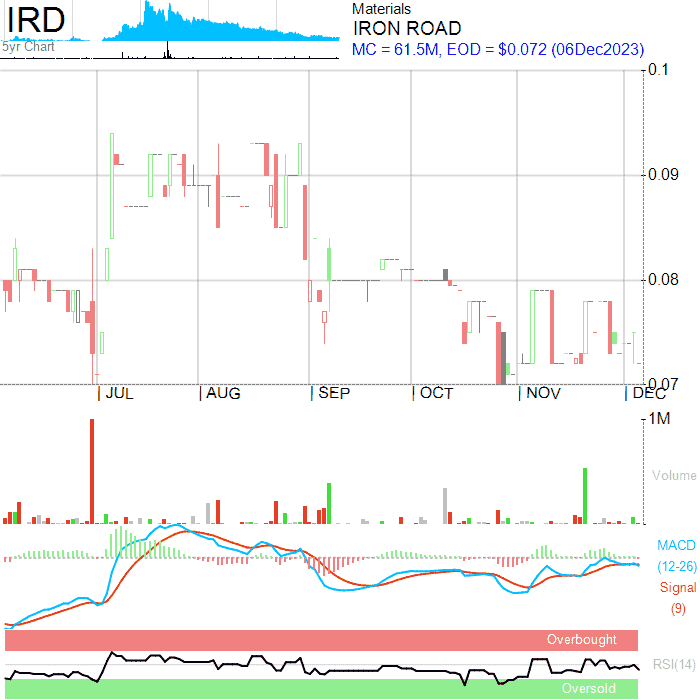 IRD
5yr Chart
Materials
IRON ROAD
MC = 61.5M, EOD = $0.072 (06Dec2023)
0.1
0.09
0.08
0.07
JUL AUG SEP OCT NOV DEC
1M
Volume
MACD
(12-26)
Signal
(9)
Overbought
RSI(14)
Oversold